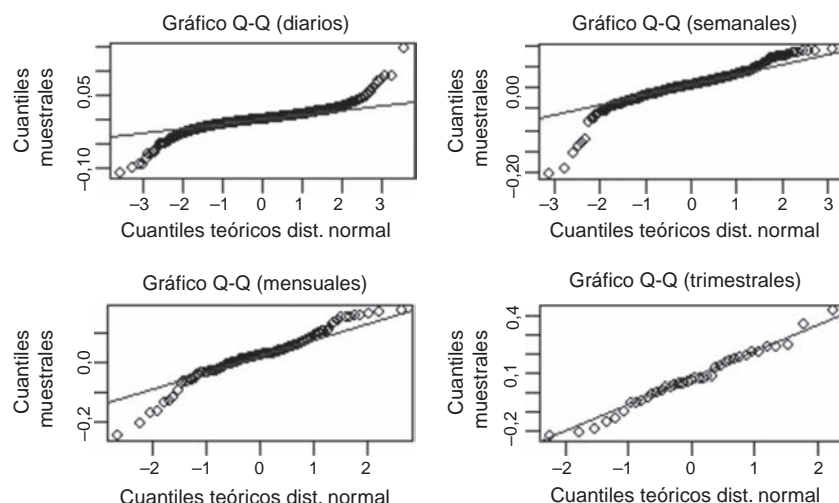 Gráfico Q-Q (diarios)
Cuantiles
muestrales
0,05
−0,10
−3 −2 −1 0 1 2 3
Cuantiles teóricos dist. normal
Gráfico Q-Q (semanales)
Cuantiles
muestrales
0,00
−0,20
−3 −2 −1 0 1 2 3
Cuantiles teóricos dist. normal
Gráfico Q-Q (mensuales)
Cuantiles
muestrales
0,0
−0,2
−2 −1 0 1 2
Cuantiles teóricos dist. normal
Gráfico Q-Q (trimestrales)
Cuantiles
muestrales
0,4
0,1
−0,2
−2 −1 0 1 2
Cuantiles teóricos dist. normal